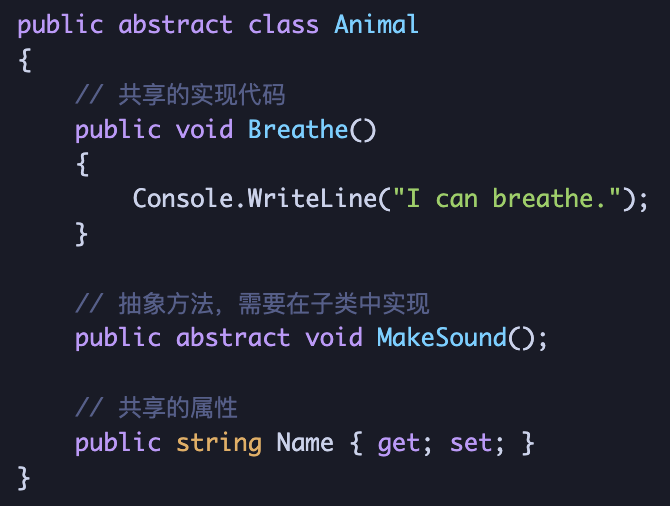 public abstract class Animal
{
    // 共享的实现代码
    public void Breathe()
    {
        Console.WriteLine("I can breathe.");
    }

    // 抽象方法，需要在子类中实现
    public abstract void MakeSound();

    // 共享的属性
    public string Name { get; set; }
}